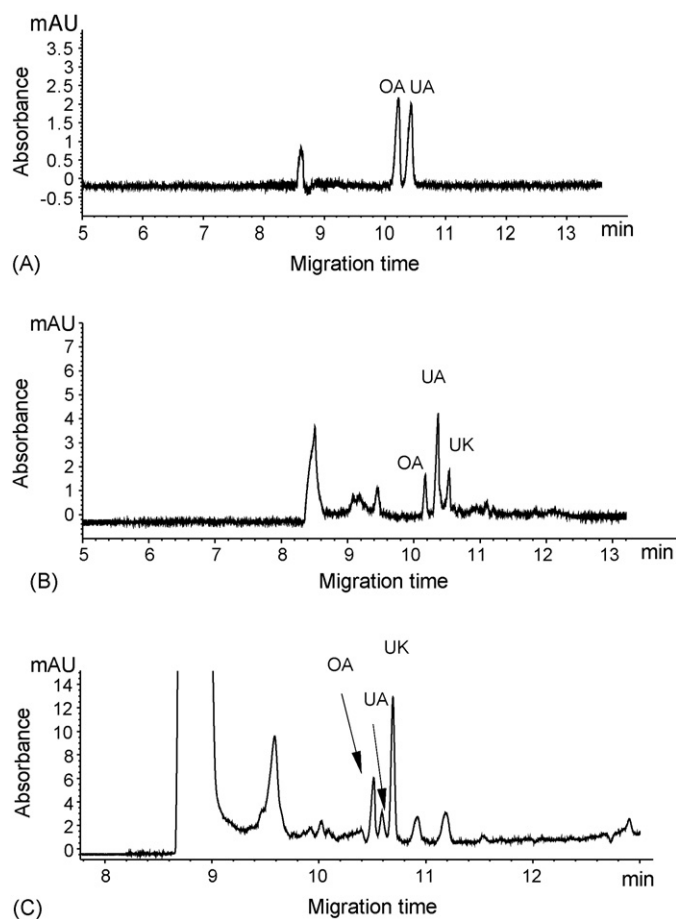 mAU
3.5
3
2.5
2
1.5
1
0.5
0
-0.5
Absorbance
OA UA
5 6 7 8 9 10 11 12 13 min
Migration time
(A)
mAU
7
6
5
4
3
2
1
0
Absorbance
UA
OA
UK
5 6 7 8 9 10 11 12 13 min
Migration time
(B)
mAU
14
12
10
8
6
4
2
0
Absorbance
UK
OA
UA
8 9 10 11 12 min
Migration time
(C)